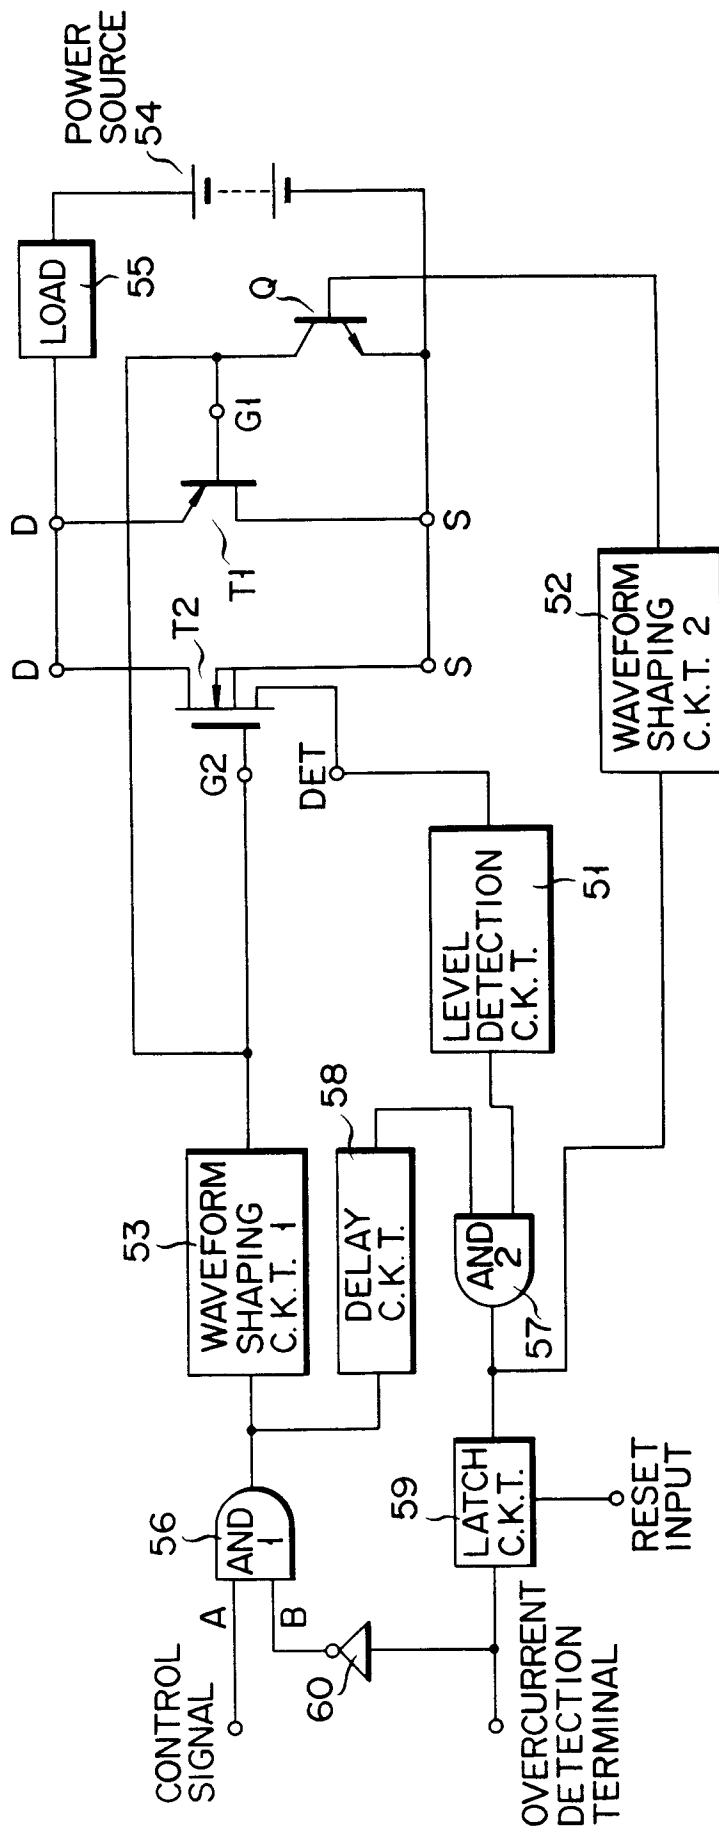 CONTROL
SIGNAL
A
B
56
AND
1
60
OVERCURRENT
DETECTION
TERMINAL
59
LATCH
C.K.T.
RESET
INPUT
53
WAVEFORM
SHAPING
C.K.T. 1
58
DELAY
C.K.T.
AND
2
57
LEVEL
DETECTION
C.K.T.
51
52
WAVEFORM
SHAPING
C.K.T. 2
G2
DET
D
T2
S
D
T1
S
G1
Q
LOAD
55
POWER
SOURCE
54